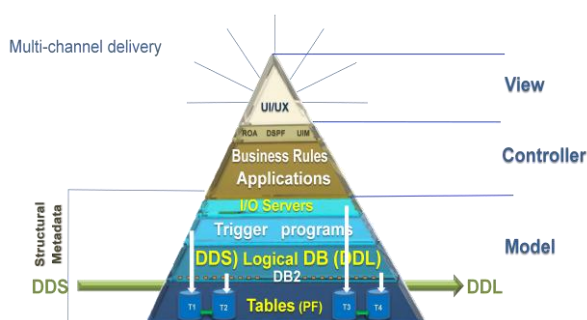 Multi-channel delivery
UI/UX
View
ROA DSPF UIM
Business Rules
Applications
Controller
I/O Servers
Trigger programs
Structural
Metadata
DDS) Logical DB (DDL)
Model
DB2
DDS
DDL
T1 T2 Tables (PF) T3 T4